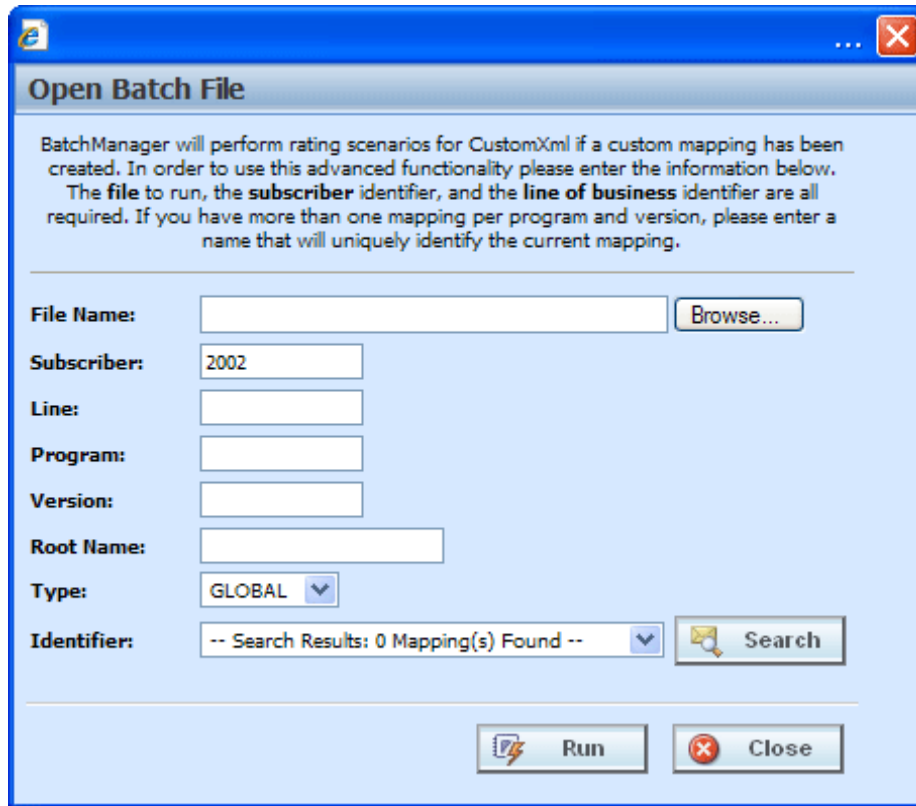 ...
Open Batch File
BatchManager will perform rating scenarios for CustomXml if a custom mapping has been
created. In order to use this advanced functionality please enter the information below.
The file to run, the subscriber identifier, and the line of business identifier are all
required. If you have more than one mapping per program and version, please enter a
name that will uniquely identify the current mapping.
File Name: Browse...
Subscriber: 2002
Line:
Program:
Version:
Root Name:
Type: GLOBAL
Identifier: -- Search Results: 0 Mapping(s) Found -- Search
Run Close